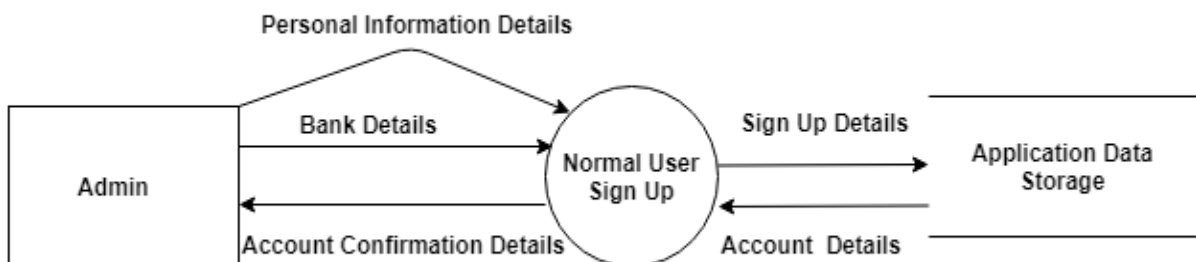 Personal Information Details
Bank Details
Sign Up Details
Admin
Normal User
Sign Up
Application Data
Storage
Account Confirmation Details
Account Details